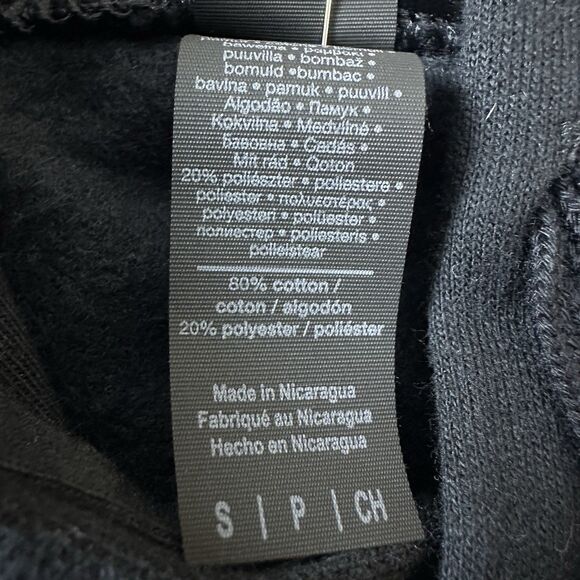 puuvilla • bombaž •
bomuld •bumbac •
bavlna • pamuk • puuvill •
Algodão • Памук •
Kokvilna • Medvilnė •
бавовна • Cadás •
Mit rád • Qoton
20% poliészter • poliestere •
poliéster • πολυεστέρας •
polyesteri • poliuester •
полиестер • poliesteris •
poileistear
80% cotton /
coton / algodón
20% polyester / poliéster
Made in Nicaragua
Fabriqué au Nicaragua
Hecho en Nicaragua
S | P | CH